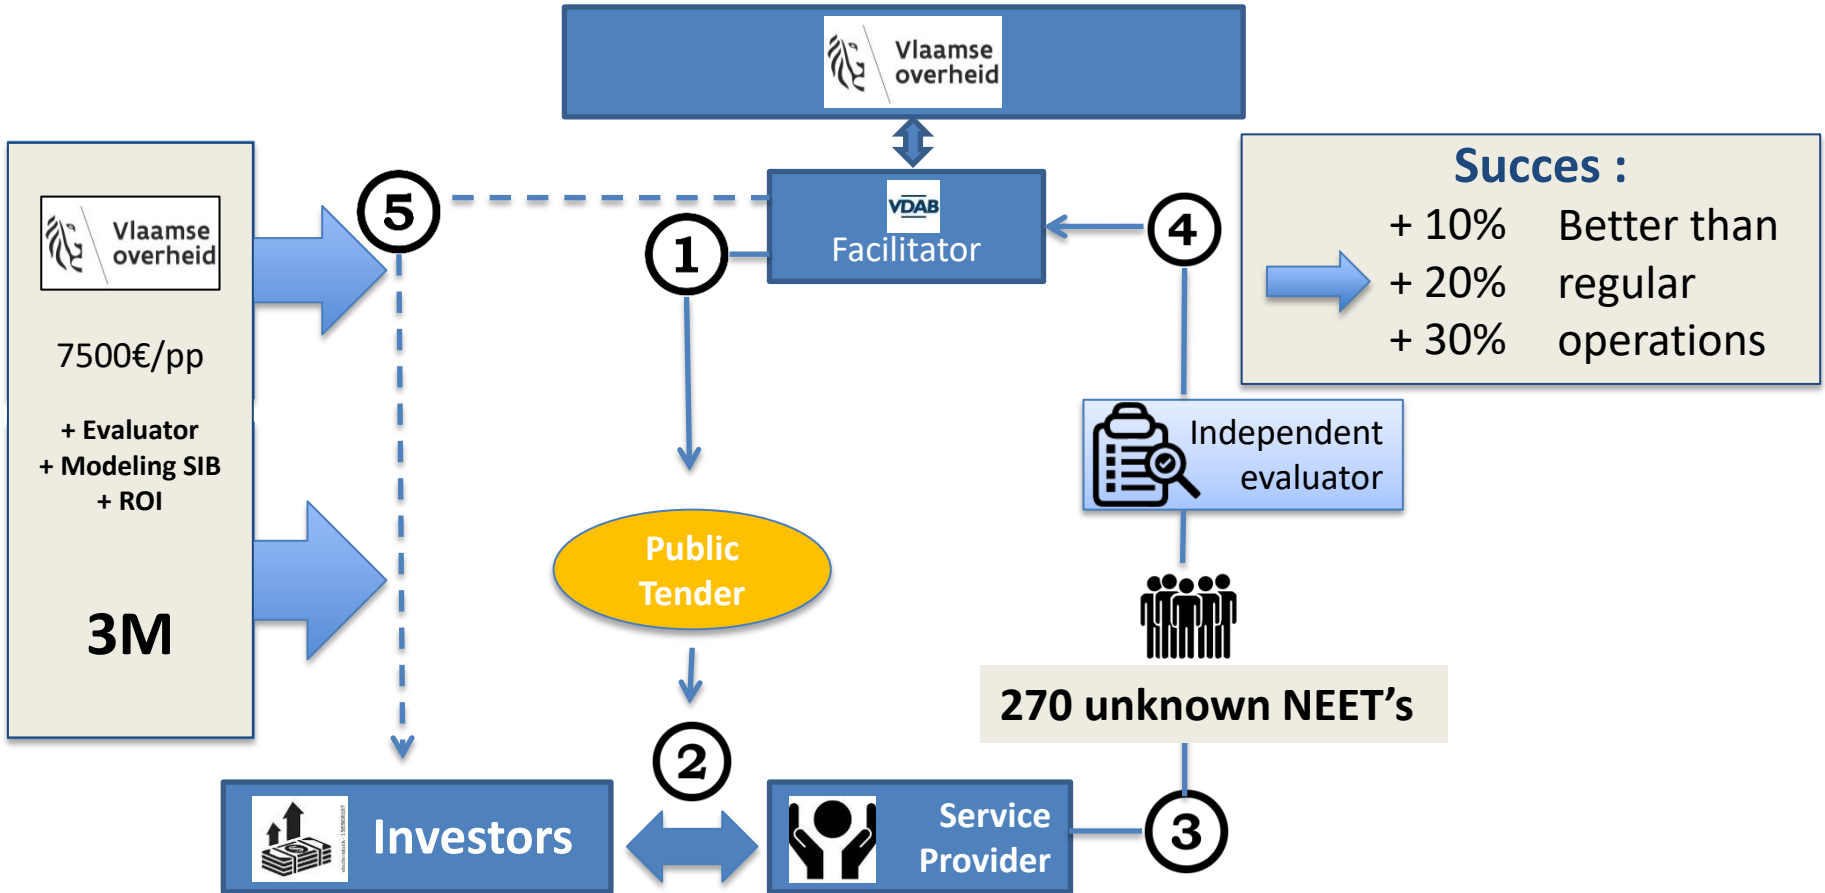 Vlaamse
overheid
Vlaamse
overheid
7500€/pp
+ Evaluator
+ Modeling SIB
+ ROI
3M
5
1
VDAB
Facilitator
4
Succes :
+ 10% Better than
+ 20% regular
+ 30% operations
Independent
evaluator
Public
Tender
270 unknown NEET's
2
Investors
Service
Provider
3